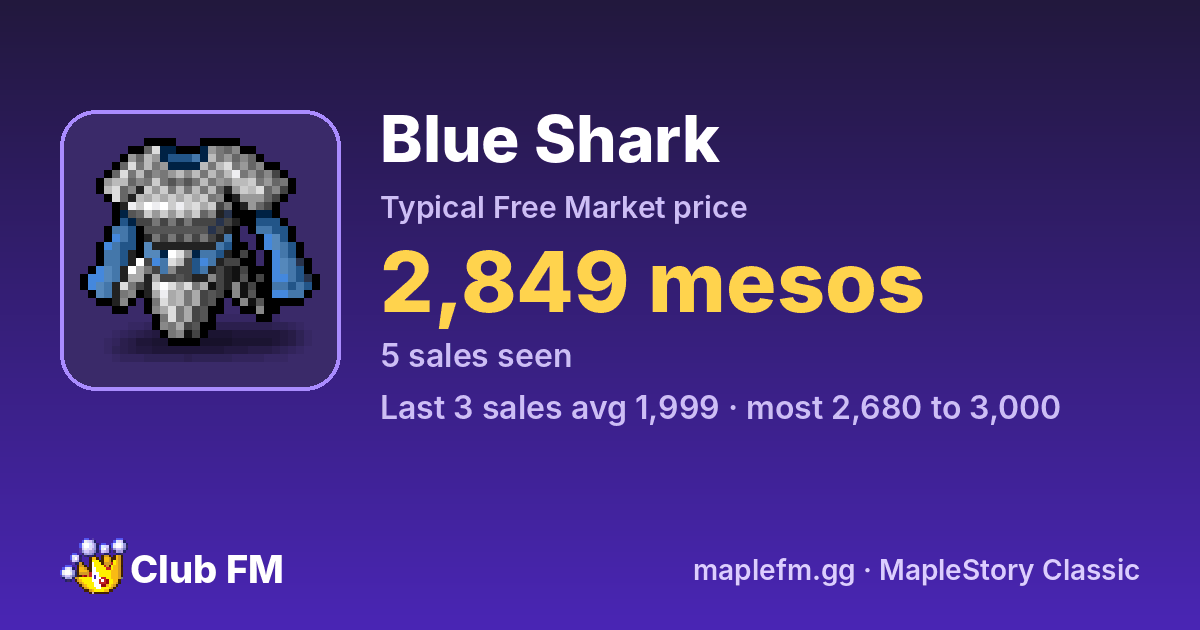 Blue Shark
Typical Free Market price
2,849 mesos
5 sales seen
Last 3 sales avg 1,999 · most 2,680 to 3,000
Club FM
maplefm.gg · MapleStory Classic